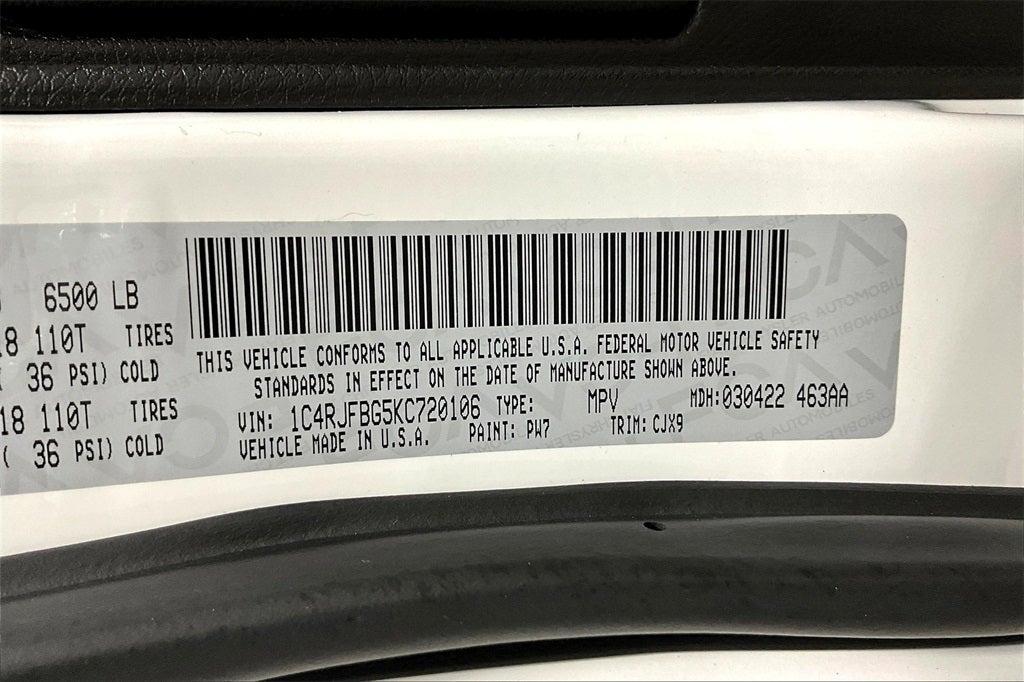 6500 LB
18 110T TIRES
36 PSI) COLD
18 110T TIRES
( 36 PSI) COLD
THIS VEHICLE CONFORMS TO ALL APPLICABLE U.S.A. FEDERAL MOTOR VEHICLE SAFETY
STANDARDS IN EFFECT ON THE DATE OF MANUFACTURE SHOWN ABOVE.
VIN: 1C4RJFBG5KC720106 TYPE: MPV MDH:030422 463AA
VEHICLE MADE IN U.S.A. PAINT: PW7 TRIM: CJX9